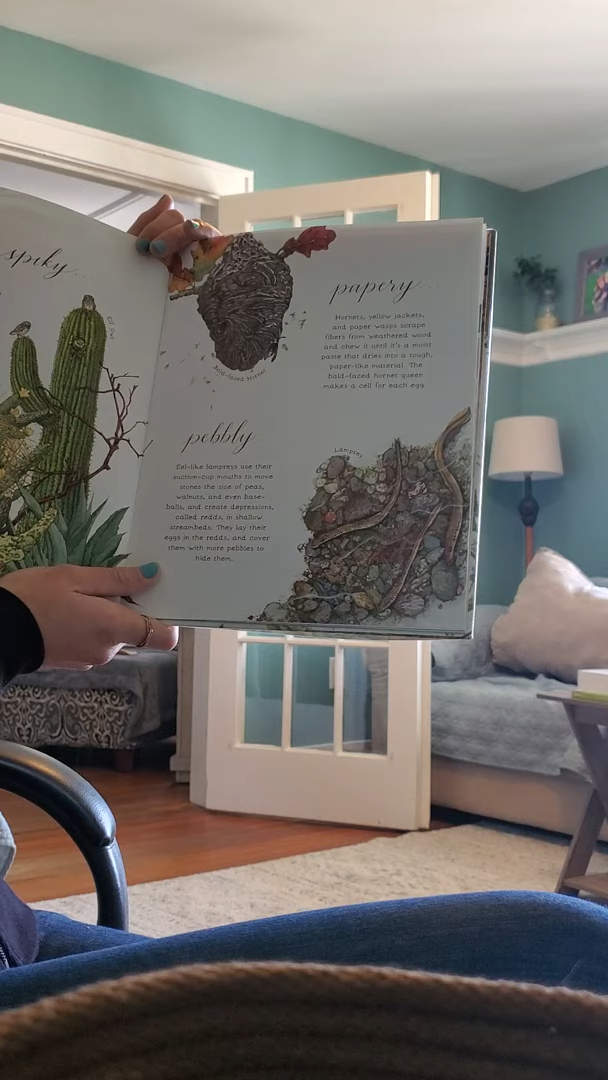 spiky...
papery...
Hornets, yellow jackets,
and paper wasps scrape
fibers from weathered wood
and chew it until it's a moist
paste that dries into a tough,
paper-like material. The
bald-faced hornet queen
makes a cell for each egg.
Bald-faced Hornet
pebbly...
Eel-like lampreys use their
suction-cup mouths to move
stones the size of peas,
walnuts, and even base-
balls, and create depressions,
called redds, in shallow
streambeds. They lay their
eggs in the redds, and cover
them with more pebbles to
hide them.
Lamprey